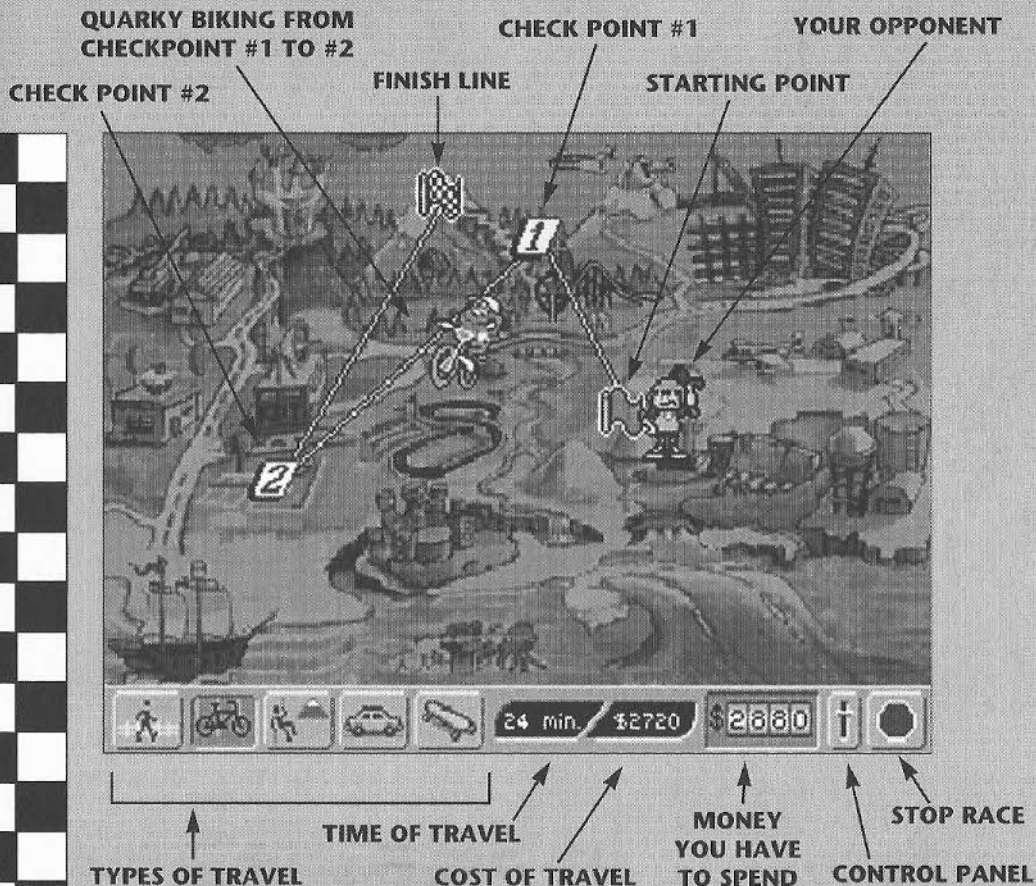 QUARKY BIKING FROM
CHECKPOINT #1 TO #2
CHECK POINT #1
YOUR OPPONENT
CHECK POINT #2
FINISH LINE
STARTING POINT
1
2
24 min.
$2720
$2880
TYPES OF TRAVEL
TIME OF TRAVEL
COST OF TRAVEL
MONEY
YOU HAVE
TO SPEND
CONTROL PANEL
STOP RACE